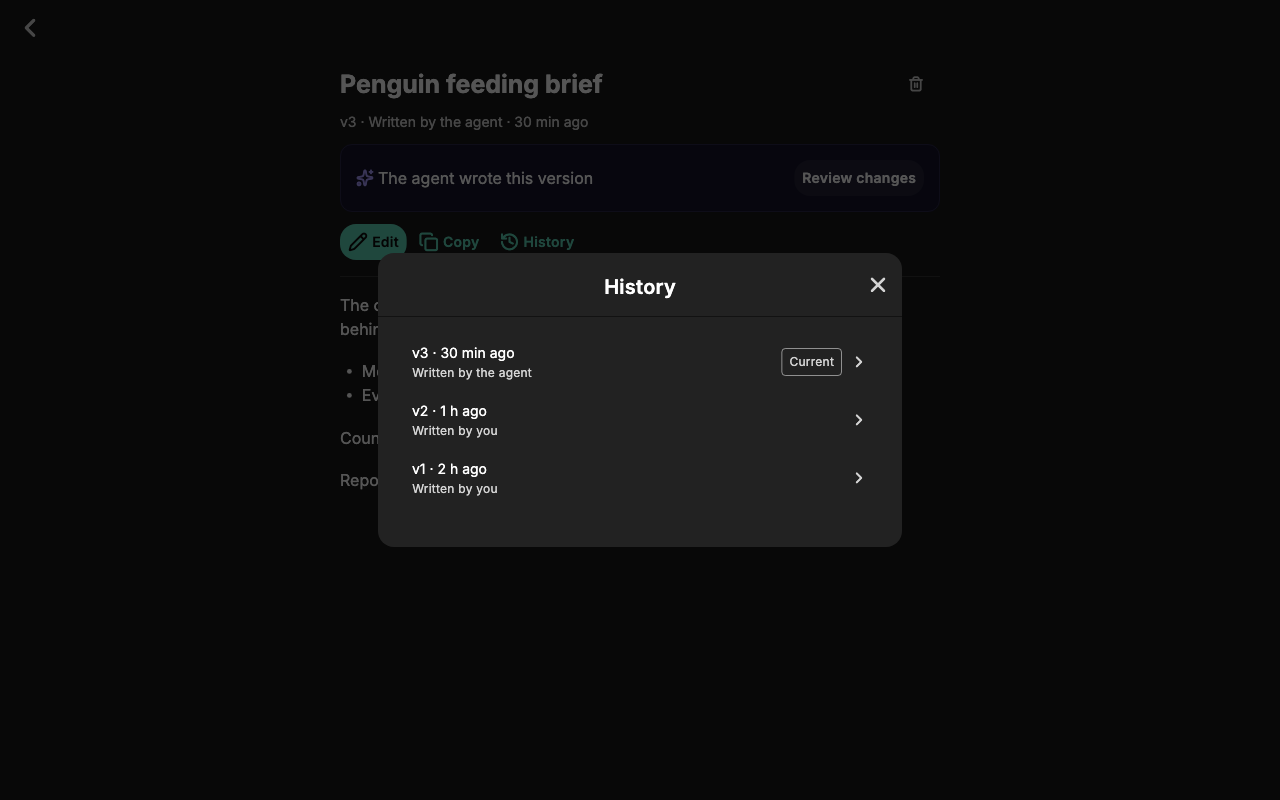 Penguin feeding brief
v3 · Written by the agent · 30 min ago
The agent wrote this version
Review changes
Edit
Copy
History
The
behin
History
v3 · 30 min ago
Written by the agent
Current
v2 · 1 h ago
Written by you
v1 · 2 h ago
Written by you